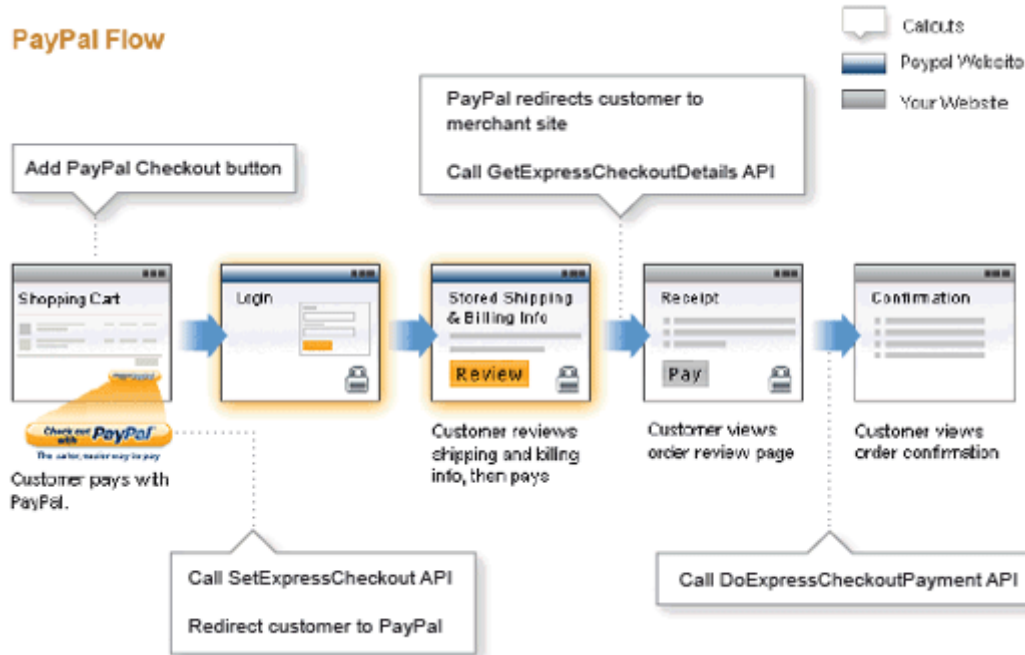 PayPal Flow
Calouts
Paypal Website
Your Website
PayPal redirects customer to
merchant site
Call GetExpressCheckoutDetails API
Add PayPal Checkout button
Shopping Cart
Login
Stored Shipping
& Billing Info
Review
Receipt
Pay
Confirmation
Check out
with PayPal
The safer, easier way to pay
Customer pays with
PayPal.
Customer reviews
shipping and billing
info, then pays
Customer views
order review page
Customer views
order confirmation
Call SetExpressCheckout API
Redirect customer to PayPal
Call DoExpressCheckoutPayment API